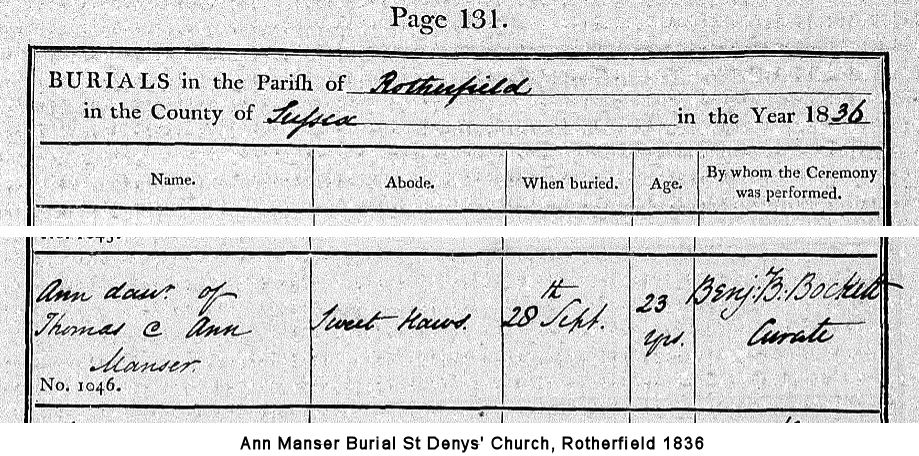 Page 131.
BURIALS in the Pariſh of Rotherfield
in the County of Suſsex in the Year 1836
Name. Abode. When buried. Age. By whom the Ceremony
was performed.
Ann dawr. of
Thomas & Ann
Manser
Sweet Haws.
28th Sept.
23
yrs.
Benj. B. Bockett
Curate
No. 1046.
Ann Manser Burial St Denys' Church, Rotherfield 1836